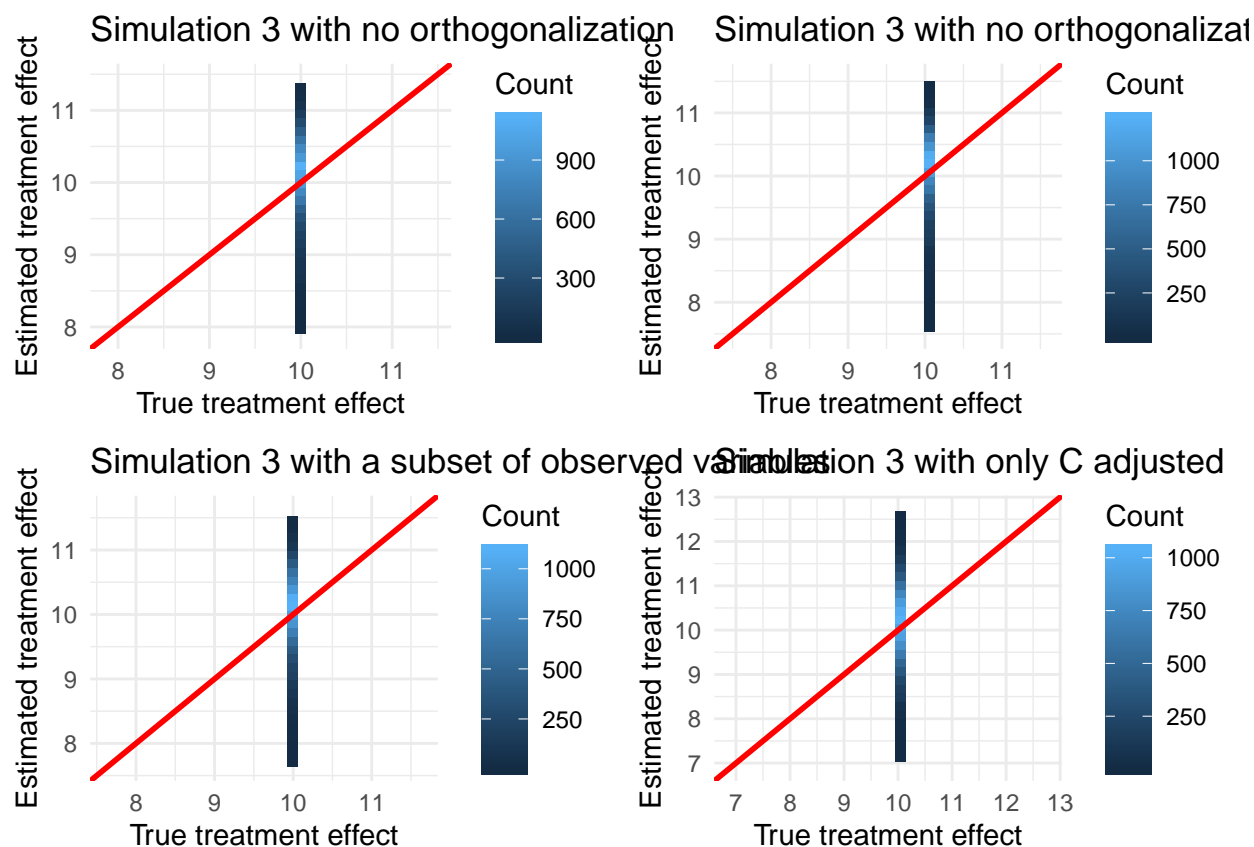 Simulation 3 with no orthogonalization
Estimated treatment effect
11
10
9
8
8 9 10 11
True treatment effect
Count
900
600
300
Simulation 3 with no orthogonalizat
Estimated treatment effect
11
10
9
8
8 9 10 11
True treatment effect
Count
1000
750
500
250
Simulation 3 with a subset of observed variables
Estimated treatment effect
11
10
9
8
8 9 10 11
True treatment effect
Count
1000
750
500
250
Simulation 3 with only C adjusted
Estimated treatment effect
13
12
11
10
9
8
7
7 8 9 10 11 12 13
True treatment effect
Count
1000
750
500
250